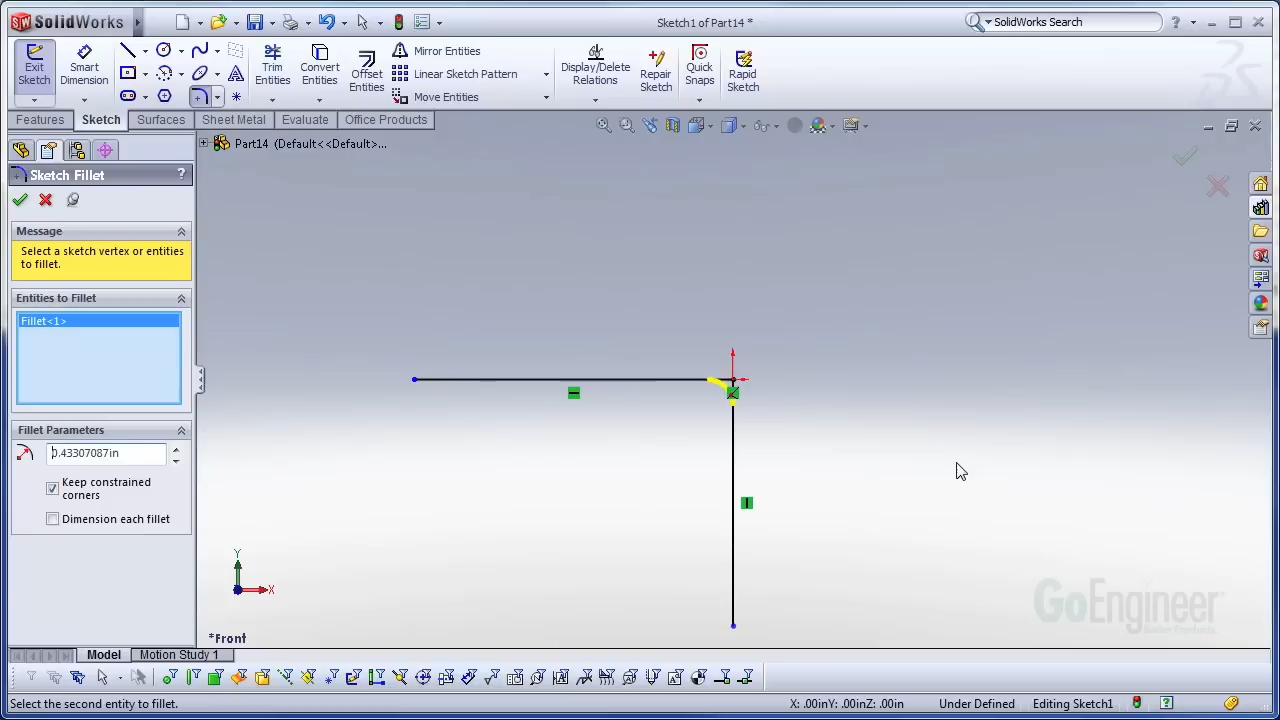 SolidWorks
Sketch1 of Part14 *
SolidWorks Search
Exit Sketch
Smart Dimension
Trim Entities
Convert Entities
Offset Entities
Mirror Entities
Linear Sketch Pattern
Move Entities
Display/Delete Relations
Repair Sketch
Quick Snaps
Rapid Sketch
Features
Sketch
Surfaces
Sheet Metal
Evaluate
Office Products
Part14 (Default<<Default>...
Sketch Fillet
?
Message
Select a sketch vertex or entities
to fillet.
Entities to Fillet
Fillet<1>
Fillet Parameters
0.43307087in
Keep constrained
corners
Dimension each fillet
Y
X
*Front
GoEngineer
Model
Motion Study 1
Select the second entity to fillet.
X: .00inY: .00inZ: .00in
Under Defined
Editing Sketch1